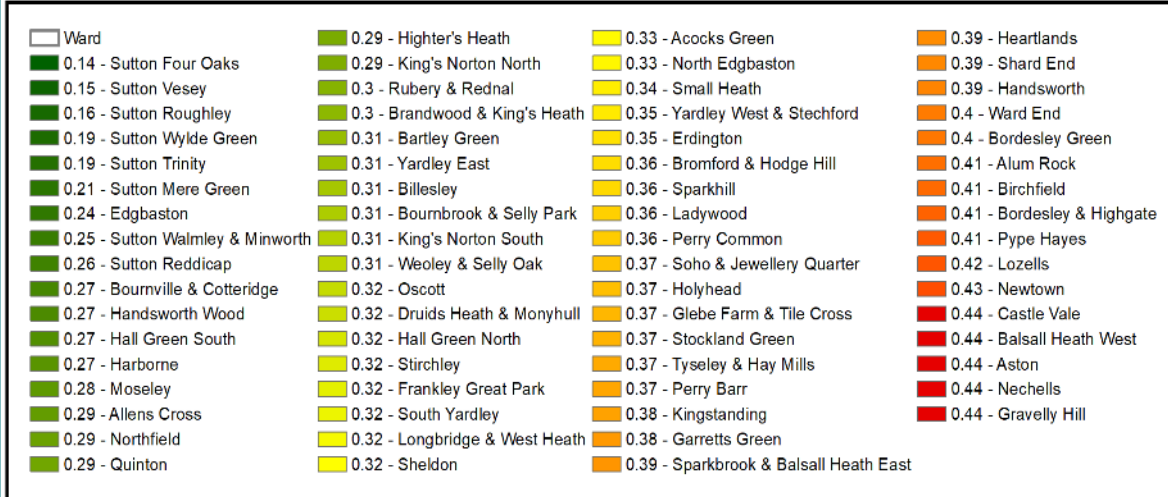 Ward
0.14 - Sutton Four Oaks
0.15 - Sutton Vesey
0.16 - Sutton Roughley
0.19 - Sutton Wylde Green
0.19 - Sutton Trinity
0.21 - Sutton Mere Green
0.24 - Edgbaston
0.25 - Sutton Walmley & Minworth
0.26 - Sutton Reddicap
0.27 - Bournville & Cotteridge
0.27 - Handsworth Wood
0.27 - Hall Green South
0.27 - Harborne
0.28 - Moseley
0.29 - Allens Cross
0.29 - Northfield
0.29 - Quinton
0.29 - Highter's Heath
0.29 - King's Norton North
0.3 - Rubery & Rednal
0.3 - Brandwood & King's Heath
0.31 - Bartley Green
0.31 - Yardley East
0.31 - Billesley
0.31 - Bournbrook & Selly Park
0.31 - King's Norton South
0.31 - Weoley & Selly Oak
0.32 - Oscott
0.32 - Druids Heath & Monyhull
0.32 - Hall Green North
0.32 - Stirchley
0.32 - Frankley Great Park
0.32 - South Yardley
0.32 - Longbridge & West Heath
0.32 - Sheldon
0.33 - Acocks Green
0.33 - North Edgbaston
0.34 - Small Heath
0.35 - Yardley West & Stechford
0.35 - Erdington
0.36 - Bromford & Hodge Hill
0.36 - Sparkhill
0.36 - Ladywood
0.36 - Perry Common
0.37 - Soho & Jewellery Quarter
0.37 - Holyhead
0.37 - Glebe Farm & Tile Cross
0.37 - Stockland Green
0.37 - Tyseley & Hay Mills
0.37 - Perry Barr
0.38 - Kingstanding
0.38 - Garretts Green
0.39 - Sparkbrook & Balsall Heath East
0.39 - Heartlands
0.39 - Shard End
0.39 - Handsworth
0.4 - Ward End
0.4 - Bordesley Green
0.41 - Alum Rock
0.41 - Birchfield
0.41 - Bordesley & Highgate
0.41 - Pype Hayes
0.42 - Lozells
0.43 - Newtown
0.44 - Castle Vale
0.44 - Balsall Heath West
0.44 - Aston
0.44 - Nechells
0.44 - Gravelly Hill